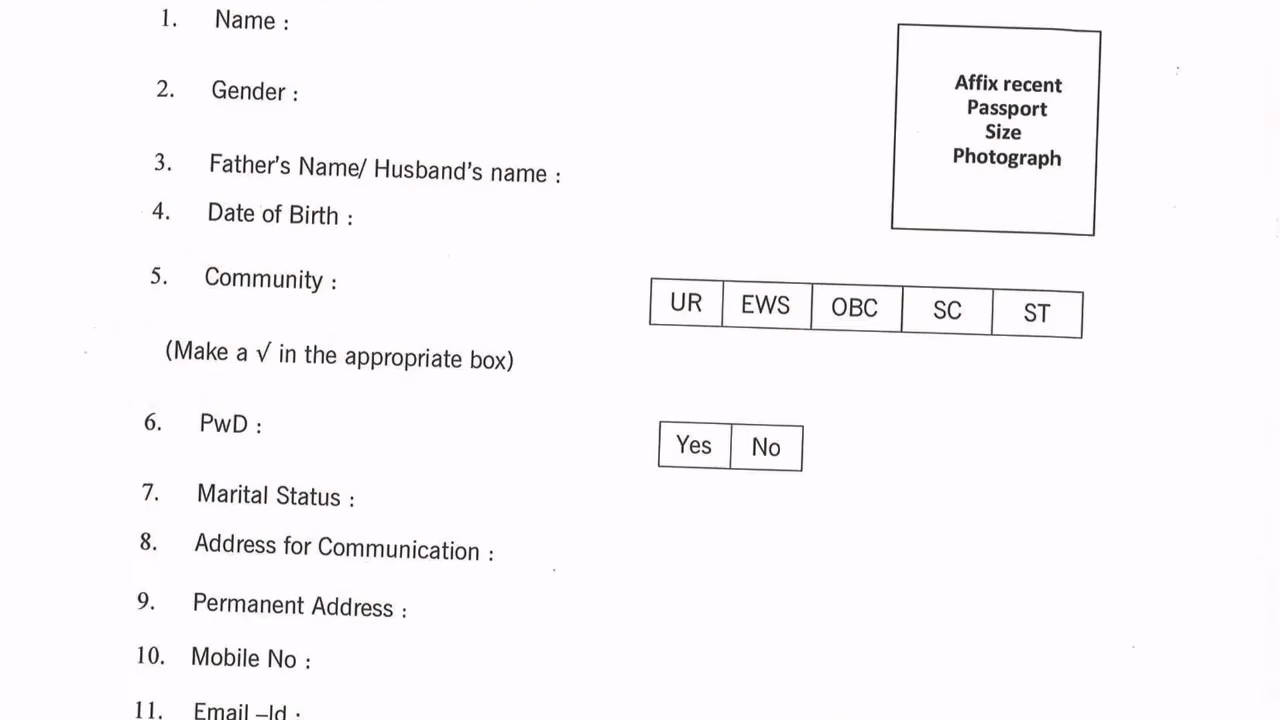 1. Name :
Affix recent
Passport
Size
Photograph
2. Gender :
3. Father's Name/ Husband's name :
4. Date of Birth :
5. Community :
UR EWS OBC SC ST
(Make a √ in the appropriate box)
6. PwD :
Yes No
7. Marital Status :
8. Address for Communication :
9. Permanent Address :
10. Mobile No :
11. Email –Id :